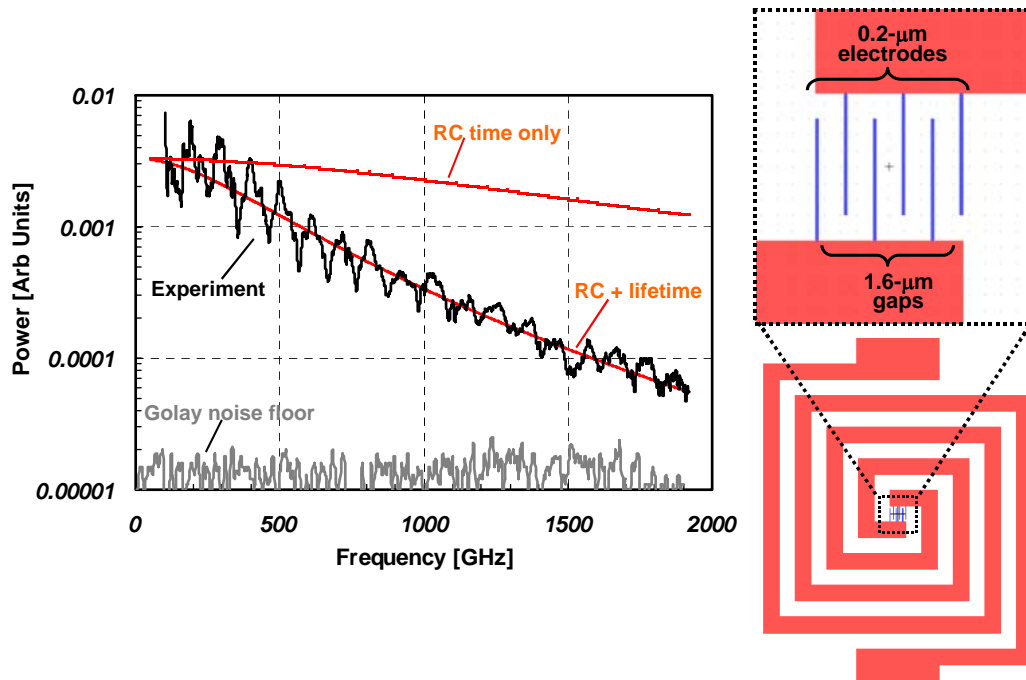 0.2-μm
electrodes
1.6-μm
gaps
0.01
0.001
0.0001
0.00001
Power [Arb Units]
RC time only
Experiment
RC + lifetime
Golay noise floor
0
500
1000
1500
2000
Frequency [GHz]